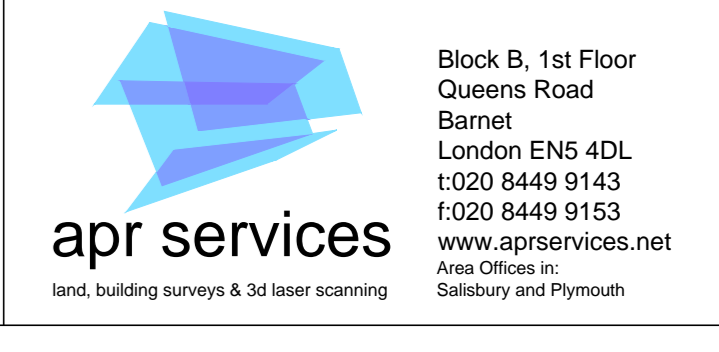 apr services
land, building surveys & 3d laser scanning
Block B, 1st Floor
Queens Road
Barnet
London EN5 4DL
t:020 8449 9143
f:020 8449 9153
www.aprservices.net
Area Offices in:
Salisbury and Plymouth